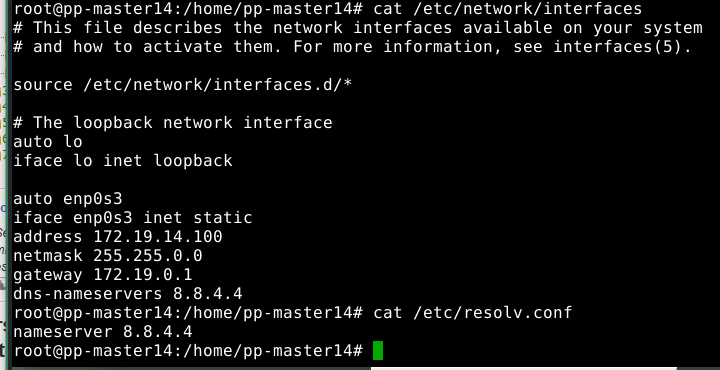 root@pp-master14:/home/pp-master14# cat /etc/network/interfaces
# This file describes the network interfaces available on your system
# and how to activate them. For more information, see interfaces(5).
source /etc/network/interfaces.d/*
# The loopback network interface
auto lo
iface lo inet loopback
auto enp0s3
iface enp0s3 inet static
address 172.19.14.100
netmask 255.255.0.0
gateway 172.19.0.1
dns-nameservers 8.8.4.4
root@pp-master14:/home/pp-master14# cat /etc/resolv.conf
nameserver 8.8.4.4
root@pp-master14:/home/pp-master14#